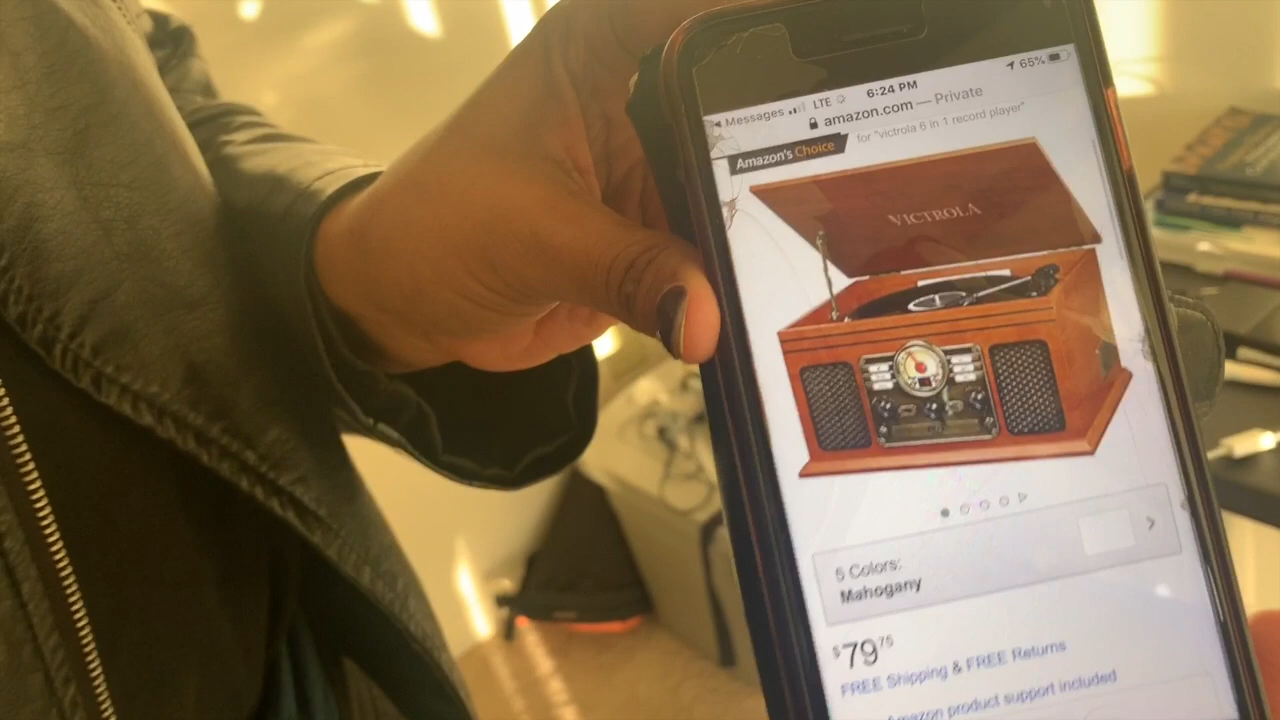 Messages LTE 6:24 PM 65%
amazon.com — Private
Amazon's Choice for "victrola 6 in 1 record player"
VICTROLA
5 Colors:
Mahogany
$79 75
FREE Shipping & FREE Returns
Amazon product support included